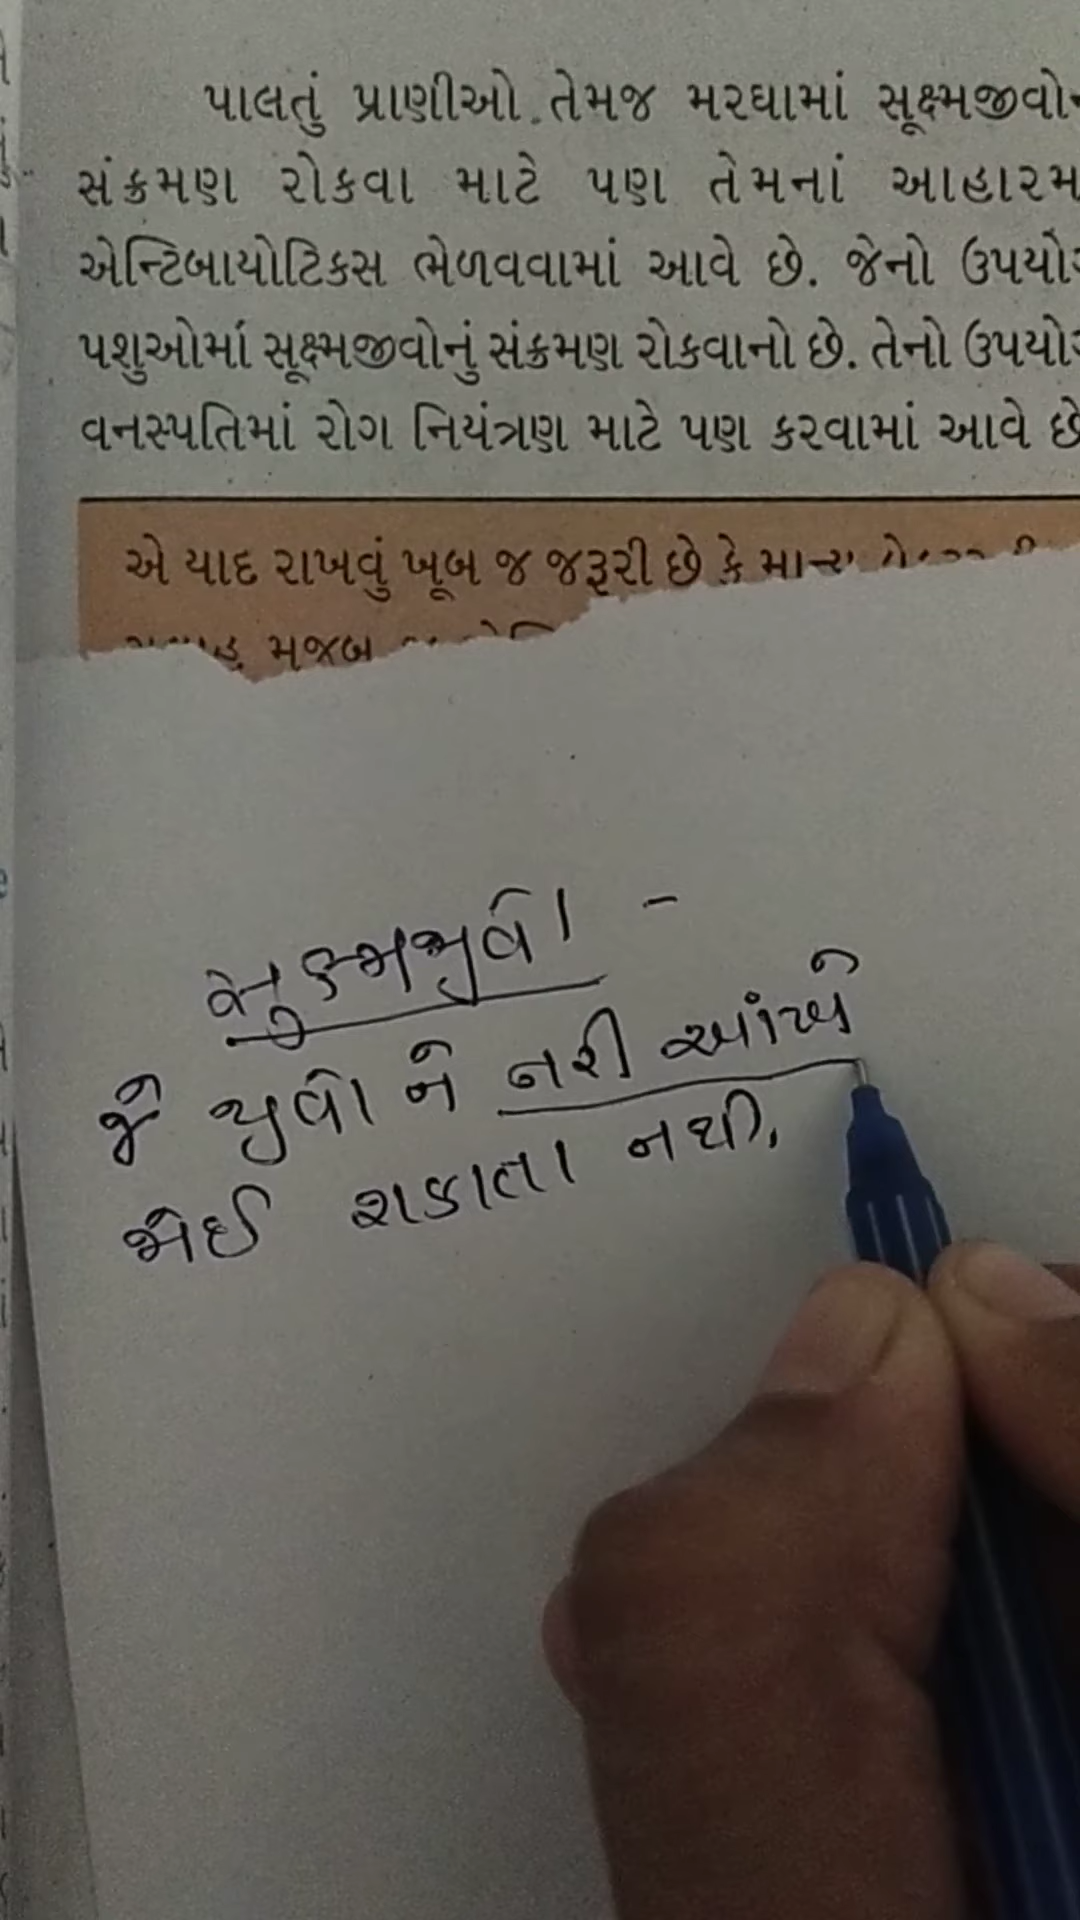 પાલતું પ્રાણીઓ તેમજ મરઘામાં સૂક્ષ્મજીવો
સંક્રમણ રોકવા માટે પણ તેમનાં આહારમ
એન્ટિબાયોટિક્સ ભેળવવામાં આવે છે. જેનો ઉપયો
પશુઓમાં સૂક્ષ્મજીવોનું સંક્રમણ રોકવાનો છે. તેનો ઉપયો
વનસ્પતિમાં રોગ નિયંત્રણ માટે પણ કરવામાં આવે છે
એ યાદ રાખવું ખૂબ જ જરૂરી છે કે
મુજબ
સુક્મજીવો -
જે જીવો ને નરી આંખે
જોઈ શકાતા નથી.